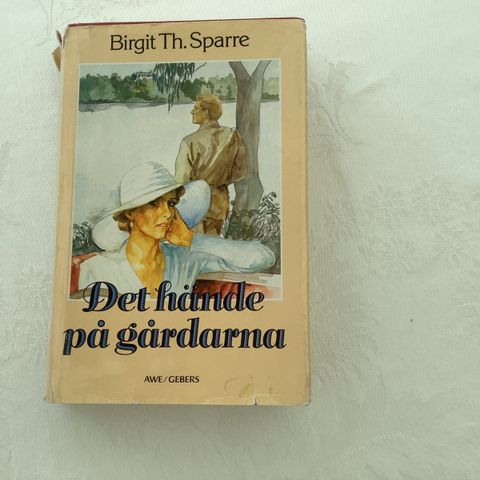 Birgit Th. Sparre
Det hände
på gårdarna
AWE/GEBERS